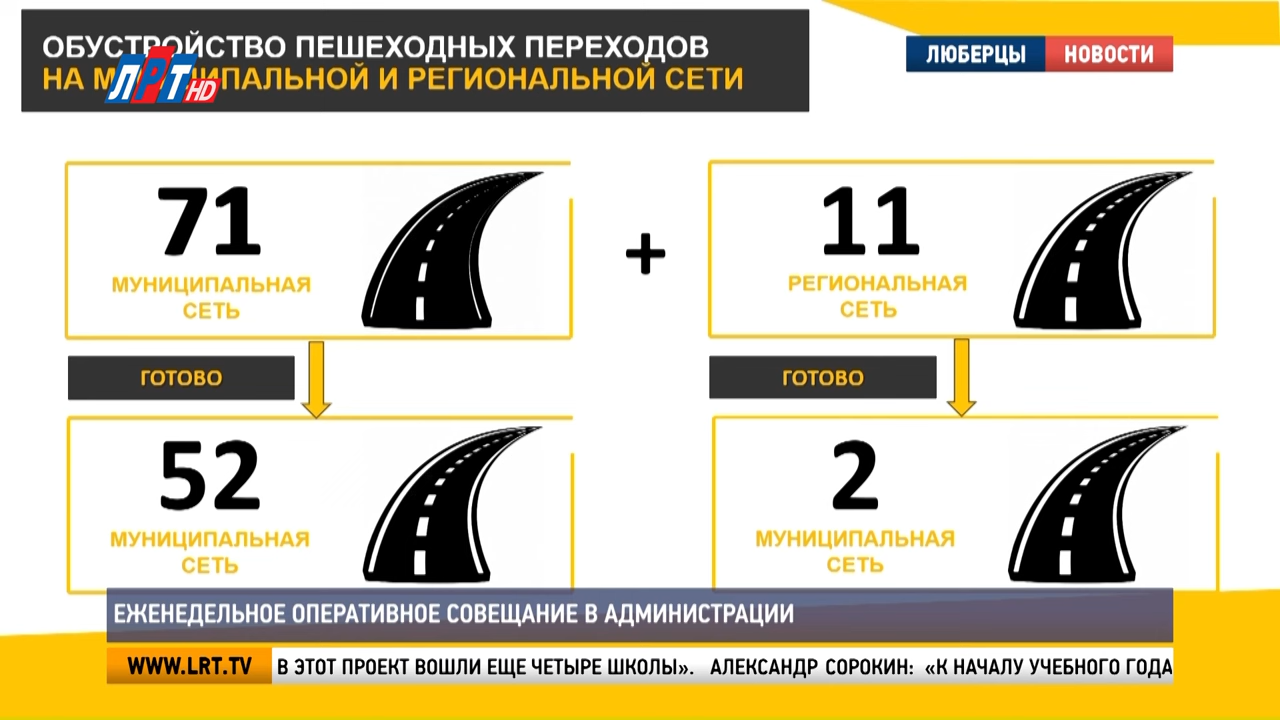 ОБУСТРОЙСТВО ПЕШЕХОДНЫХ ПЕРЕХОДОВ
НА МУНИЦИПАЛЬНОЙ И РЕГИОНАЛЬНОЙ СЕТИ
ЛРТ HD
ЛЮБЕРЦЫ НОВОСТИ
71
МУНИЦИПАЛЬНАЯ
СЕТЬ
+
11
РЕГИОНАЛЬНАЯ
СЕТЬ
ГОТОВО
ГОТОВО
52
МУНИЦИПАЛЬНАЯ
СЕТЬ
2
МУНИЦИПАЛЬНАЯ
СЕТЬ
ЕЖЕНЕДЕЛЬНОЕ ОПЕРАТИВНОЕ СОВЕЩАНИЕ В АДМИНИСТРАЦИИ
WWW.LRT.TV В ЭТОТ ПРОЕКТ ВОШЛИ ЕЩЕ ЧЕТЫРЕ ШКОЛЫ». АЛЕКСАНДР СОРОКИН: «К НАЧАЛУ УЧЕБНОГО ГОДА